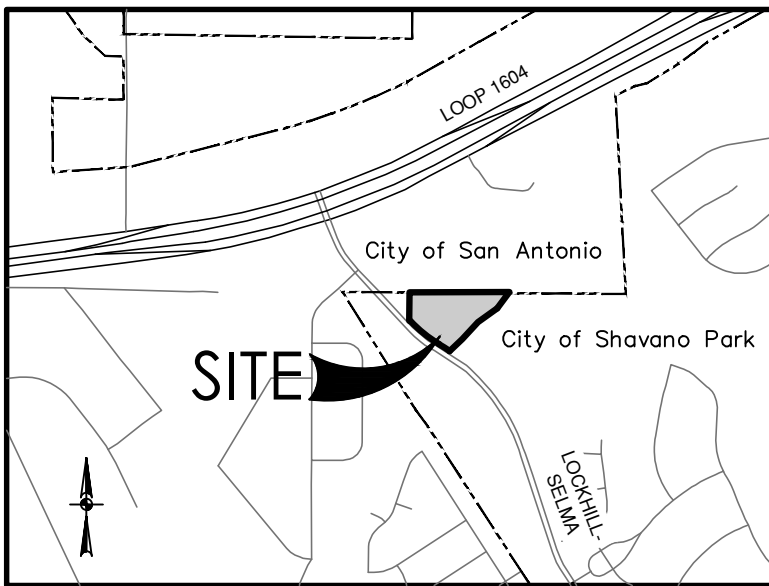 LOOP 1604
City of San Antonio
City of Shavano Park
SITE
LOCKHILL-
SELMA